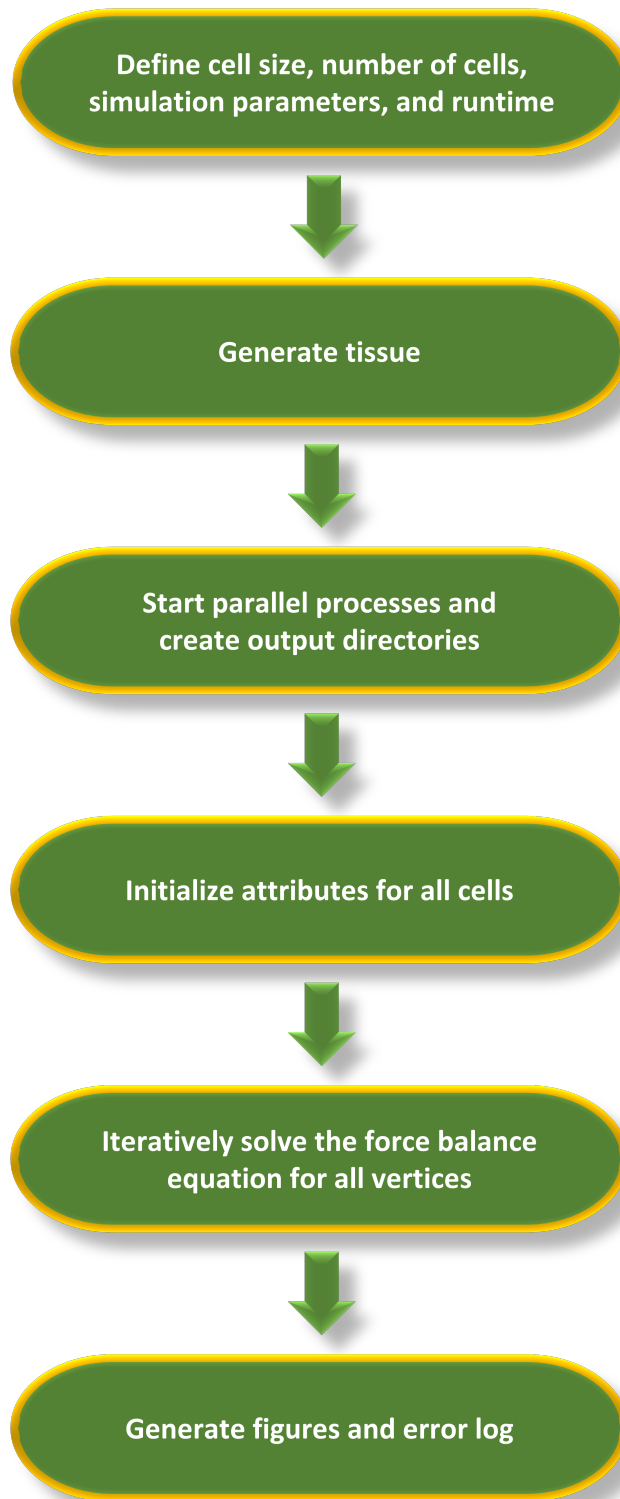 Define cell size, number of cells,
simulation parameters, and runtime
Generate tissue
Start parallel processes and
create output directories
Initialize attributes for all cells
Iteratively solve the force balance
equation for all vertices
Generate figures and error log